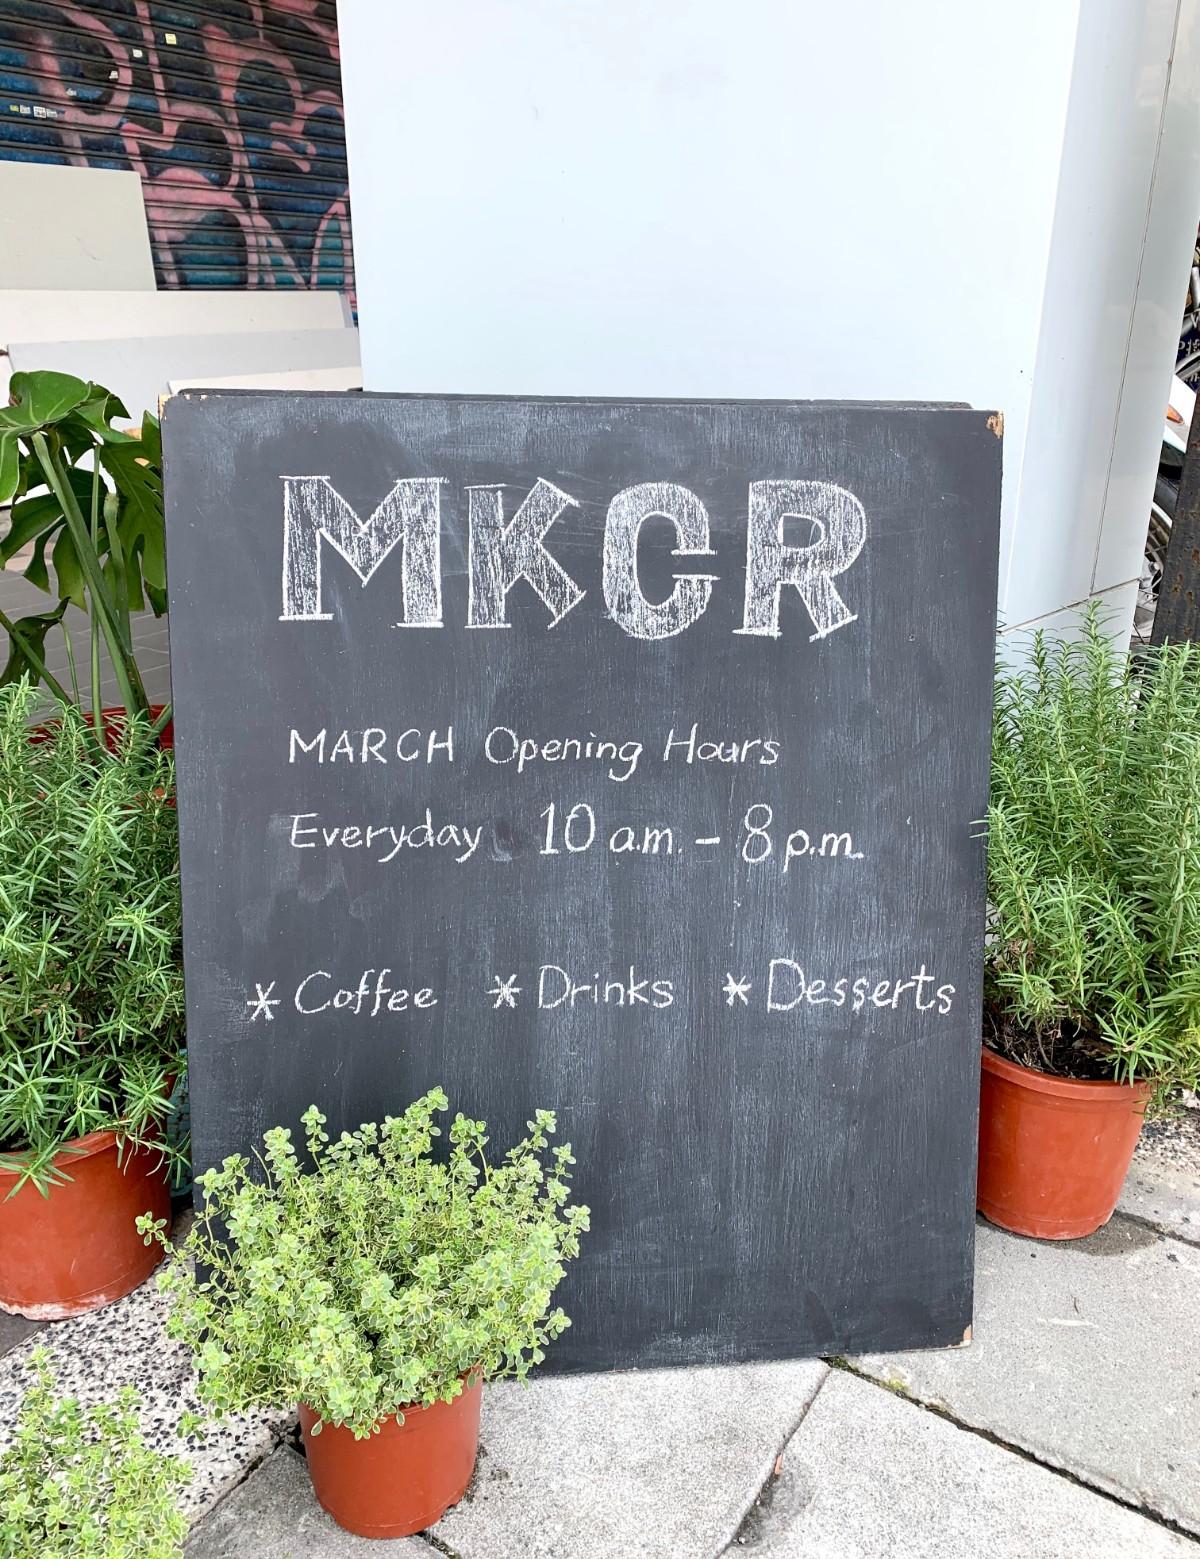 MKCR
MARCH Opening Hours
Everyday 10 a.m. - 8 p.m.
* Coffee * Drinks * Desserts